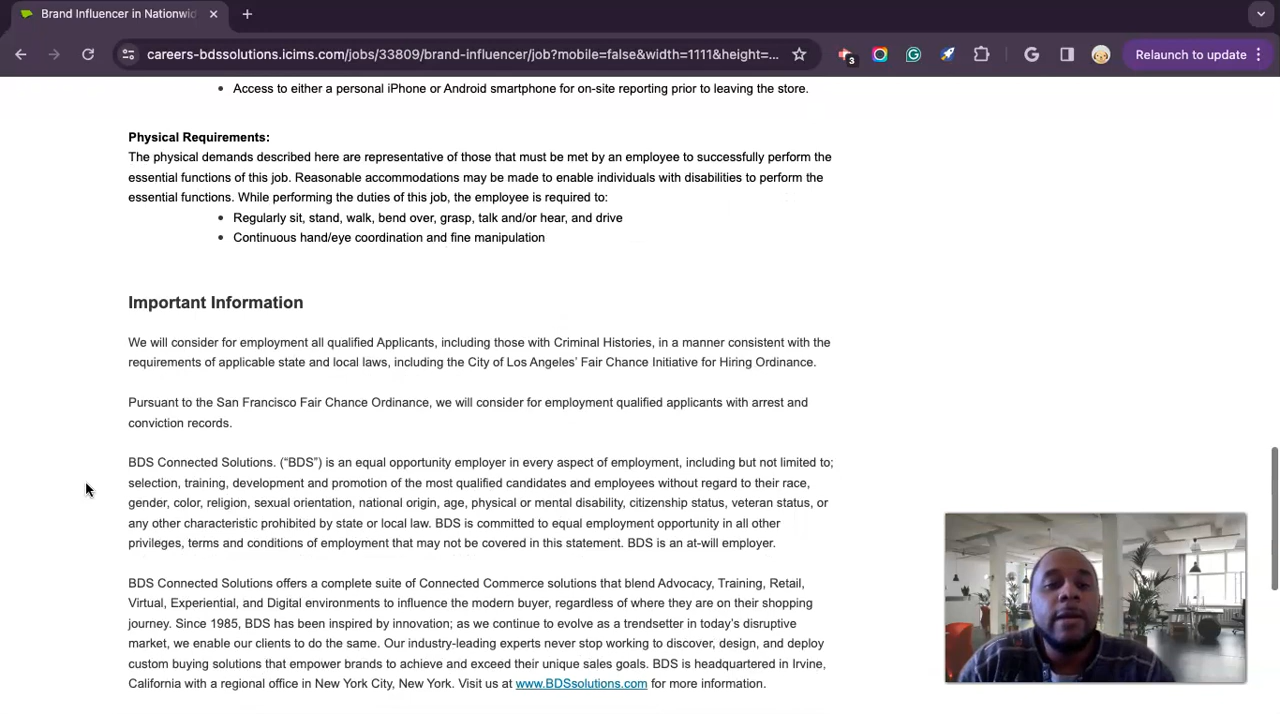 Brand Influencer in Nationwid
careers-bdssolutions.icims.com/jobs/33809/brand-influencer/job?mobile=false&width=1111&height=...
3
Relaunch to update
Access to either a personal iPhone or Android smartphone for on-site reporting prior to leaving the store.
Physical Requirements:
The physical demands described here are representative of those that must be met by an employee to successfully perform the
essential functions of this job. Reasonable accommodations may be made to enable individuals with disabilities to perform the
essential functions. While performing the duties of this job, the employee is required to:
Regularly sit, stand, walk, bend over, grasp, talk and/or hear, and drive
Continuous hand/eye coordination and fine manipulation
Important Information
We will consider for employment all qualified Applicants, including those with Criminal Histories, in a manner consistent with the
requirements of applicable state and local laws, including the City of Los Angeles' Fair Chance Initiative for Hiring Ordinance.
Pursuant to the San Francisco Fair Chance Ordinance, we will consider for employment qualified applicants with arrest and
conviction records.
BDS Connected Solutions. (“BDS”) is an equal opportunity employer in every aspect of employment, including but not limited to;
selection, training, development and promotion of the most qualified candidates and employees without regard to their race,
gender, color, religion, sexual orientation, national origin, age, physical or mental disability, citizenship status, veteran status, or
any other characteristic prohibited by state or local law. BDS is committed to equal employment opportunity in all other
privileges, terms and conditions of employment that may not be covered in this statement. BDS is an at-will employer.
BDS Connected Solutions offers a complete suite of Connected Commerce solutions that blend Advocacy, Training, Retail,
Virtual, Experiential, and Digital environments to influence the modern buyer, regardless of where they are on their shopping
journey. Since 1985, BDS has been inspired by innovation; as we continue to evolve as a trendsetter in today's disruptive
market, we enable our clients to do the same. Our industry-leading experts never stop working to discover, design, and deploy
custom buying solutions that empower brands to achieve and exceed their unique sales goals. BDS is headquartered in Irvine,
California with a regional office in New York City, New York. Visit us at www.BDSsolutions.com for more information.